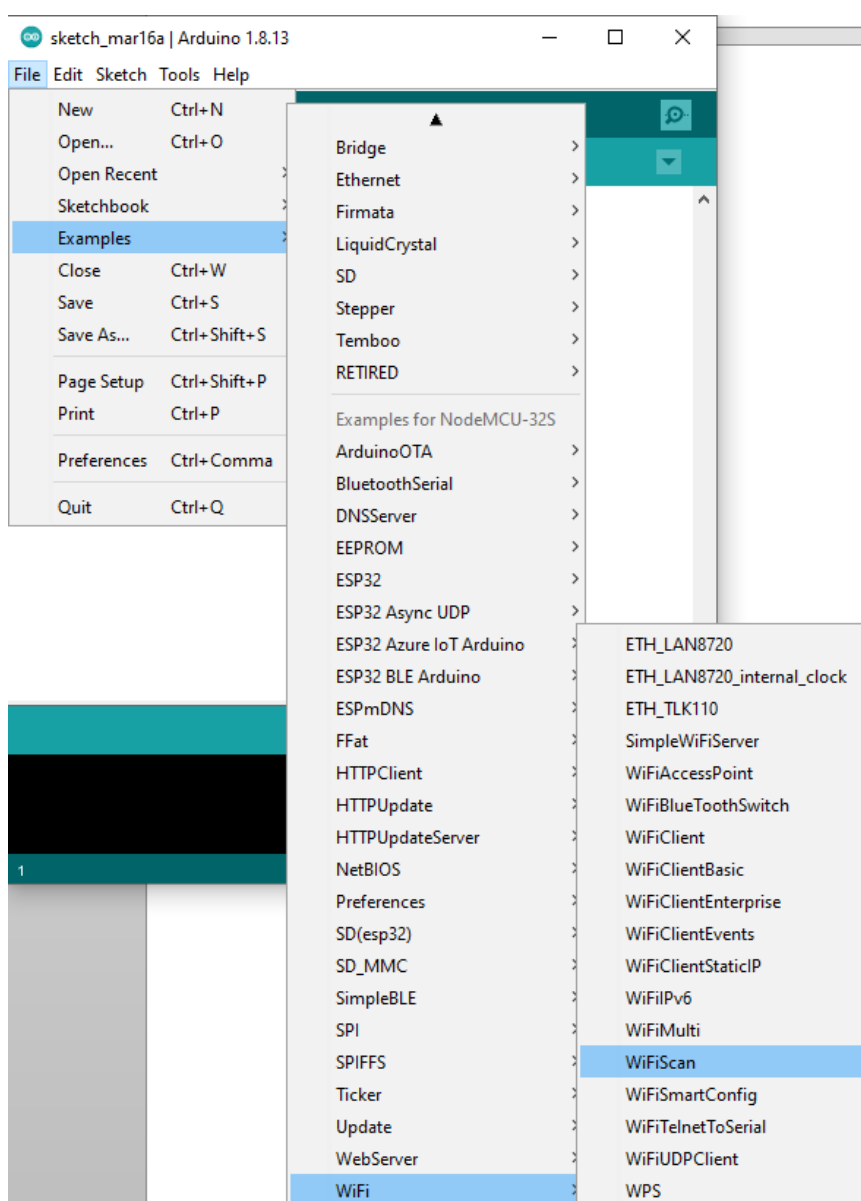 sketch_mar16a | Arduino 1.8.13
File Edit Sketch Tools Help
New Ctrl+N
Open... Ctrl+O
Open Recent
Sketchbook
Examples
Close Ctrl+W
Save Ctrl+S
Save As... Ctrl+Shift+S
Page Setup Ctrl+Shift+P
Print Ctrl+P
Preferences Ctrl+Comma
Quit Ctrl+Q
Bridge
Ethernet
Firmata
LiquidCrystal
SD
Stepper
Temboo
RETIRED
Examples for NodeMCU-32S
ArduinoOTA
BluetoothSerial
DNSServer
EEPROM
ESP32
ESP32 Async UDP
ESP32 Azure IoT Arduino
ESP32 BLE Arduino
ESPmDNS
FFat
HTTPClient
HTTPUpdate
HTTPUpdateServer
NetBIOS
Preferences
SD(esp32)
SD_MMC
SimpleBLE
SPI
SPIFFS
Ticker
Update
WebServer
WiFi
ETH_LAN8720
ETH_LAN8720_internal_clock
ETH_TLK110
SimpleWiFiServer
WiFiAccessPoint
WiFiBlueToothSwitch
WiFiClient
WiFiClientBasic
WiFiClientEnterprise
WiFiClientEvents
WiFiClientStaticIP
WiFiIPv6
WiFiMulti
WiFiScan
WiFiSmartConfig
WiFiTelnetToSerial
WiFiUDPClient
WPS
1